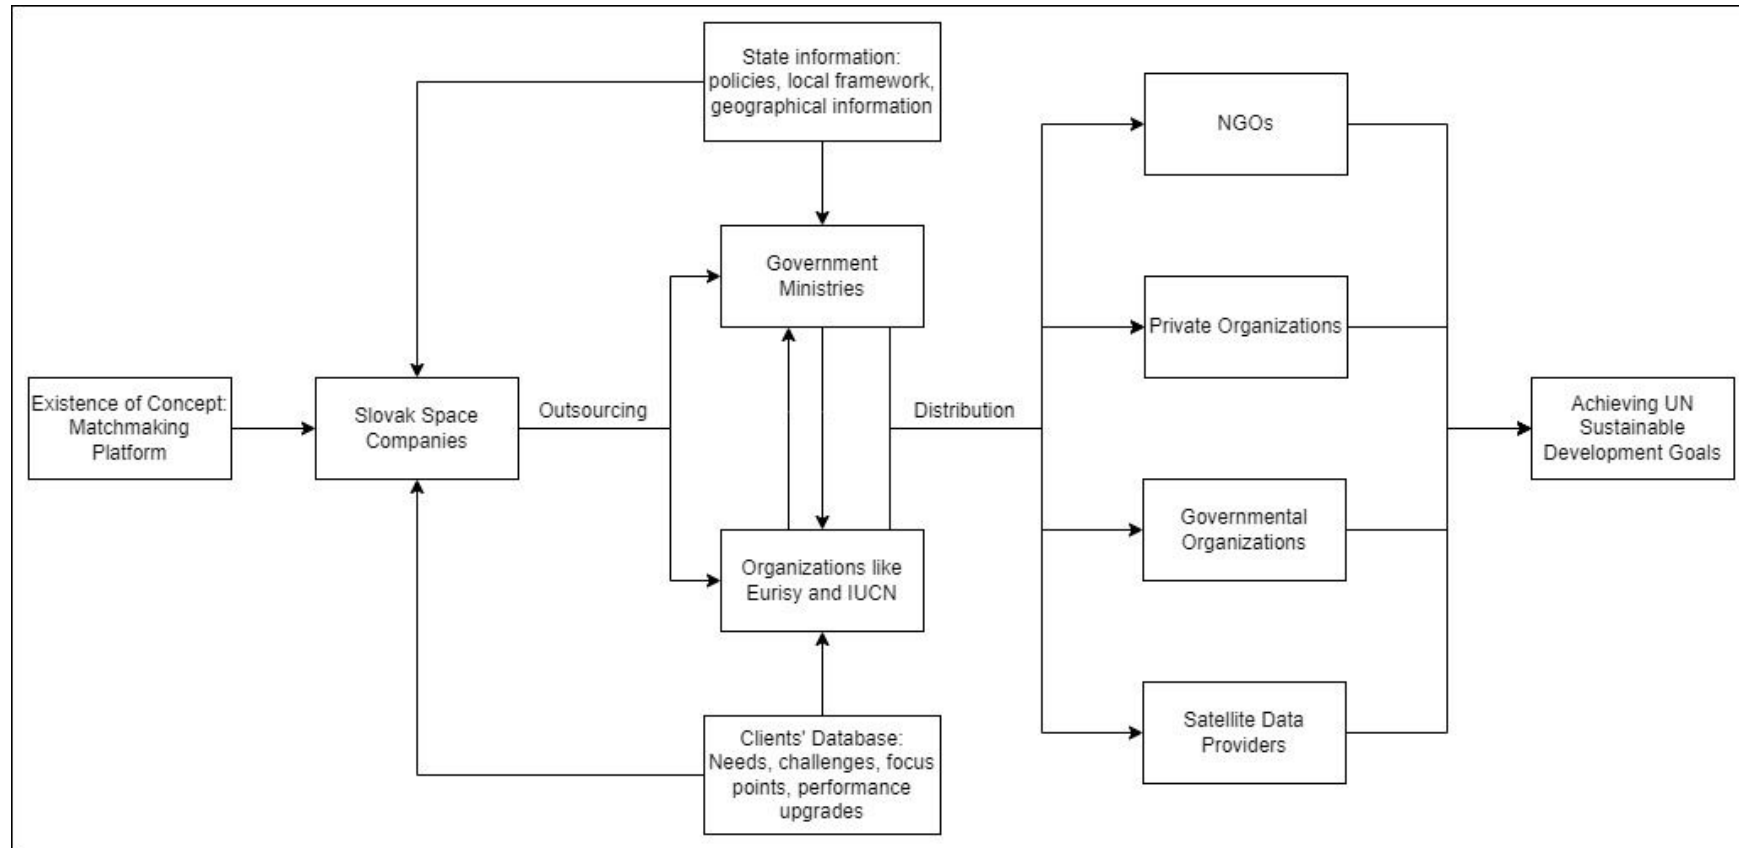 State information:
policies, local framework,
geographical information
NGOs
Government
Ministries
Private Organizations
Existence of Concept:
Matchmaking
Platform
Slovak Space
Companies
Outsourcing
Distribution
Achieving UN
Sustainable
Development Goals
Governmental
Organizations
Organizations like
Eurisy and IUCN
Satellite Data
Providers
Clients' Database:
Needs, challenges, focus
points, performance
upgrades